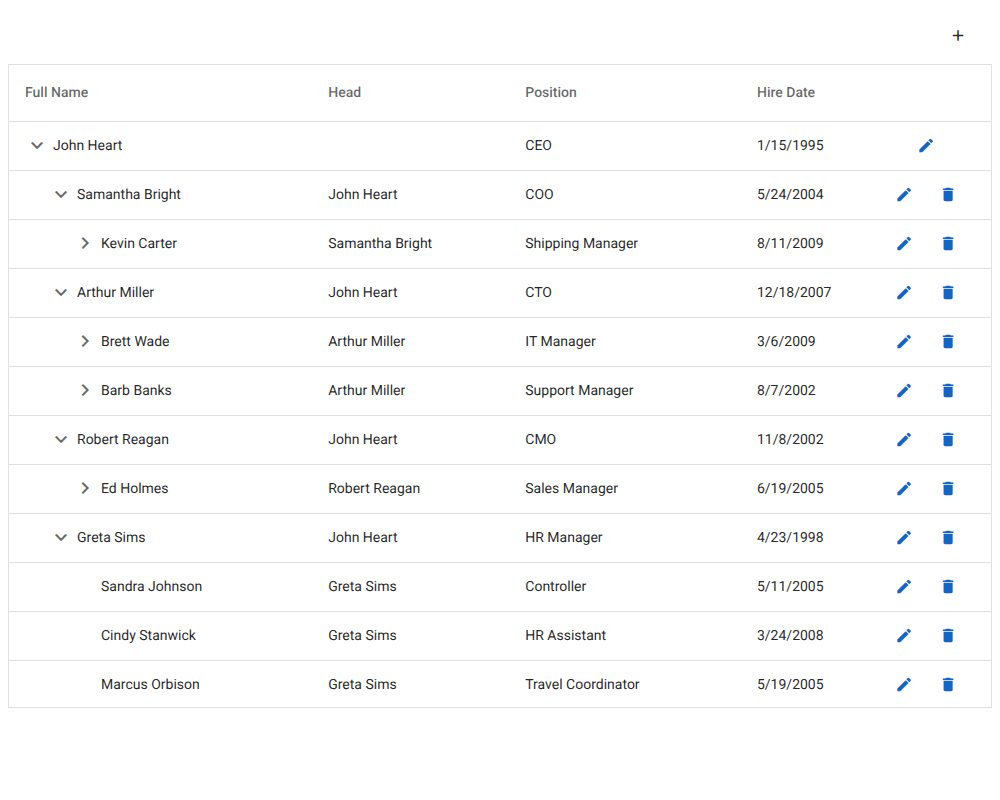 +
Full Name Head Position Hire Date
John Heart CEO 1/15/1995
Samantha Bright John Heart COO 5/24/2004
Kevin Carter Samantha Bright Shipping Manager 8/11/2009
Arthur Miller John Heart CTO 12/18/2007
Brett Wade Arthur Miller IT Manager 3/6/2009
Barb Banks Arthur Miller Support Manager 8/7/2002
Robert Reagan John Heart CMO 11/8/2002
Ed Holmes Robert Reagan Sales Manager 6/19/2005
Greta Sims John Heart HR Manager 4/23/1998
Sandra Johnson Greta Sims Controller 5/11/2005
Cindy Stanwick Greta Sims HR Assistant 3/24/2008
Marcus Orbison Greta Sims Travel Coordinator 5/19/2005